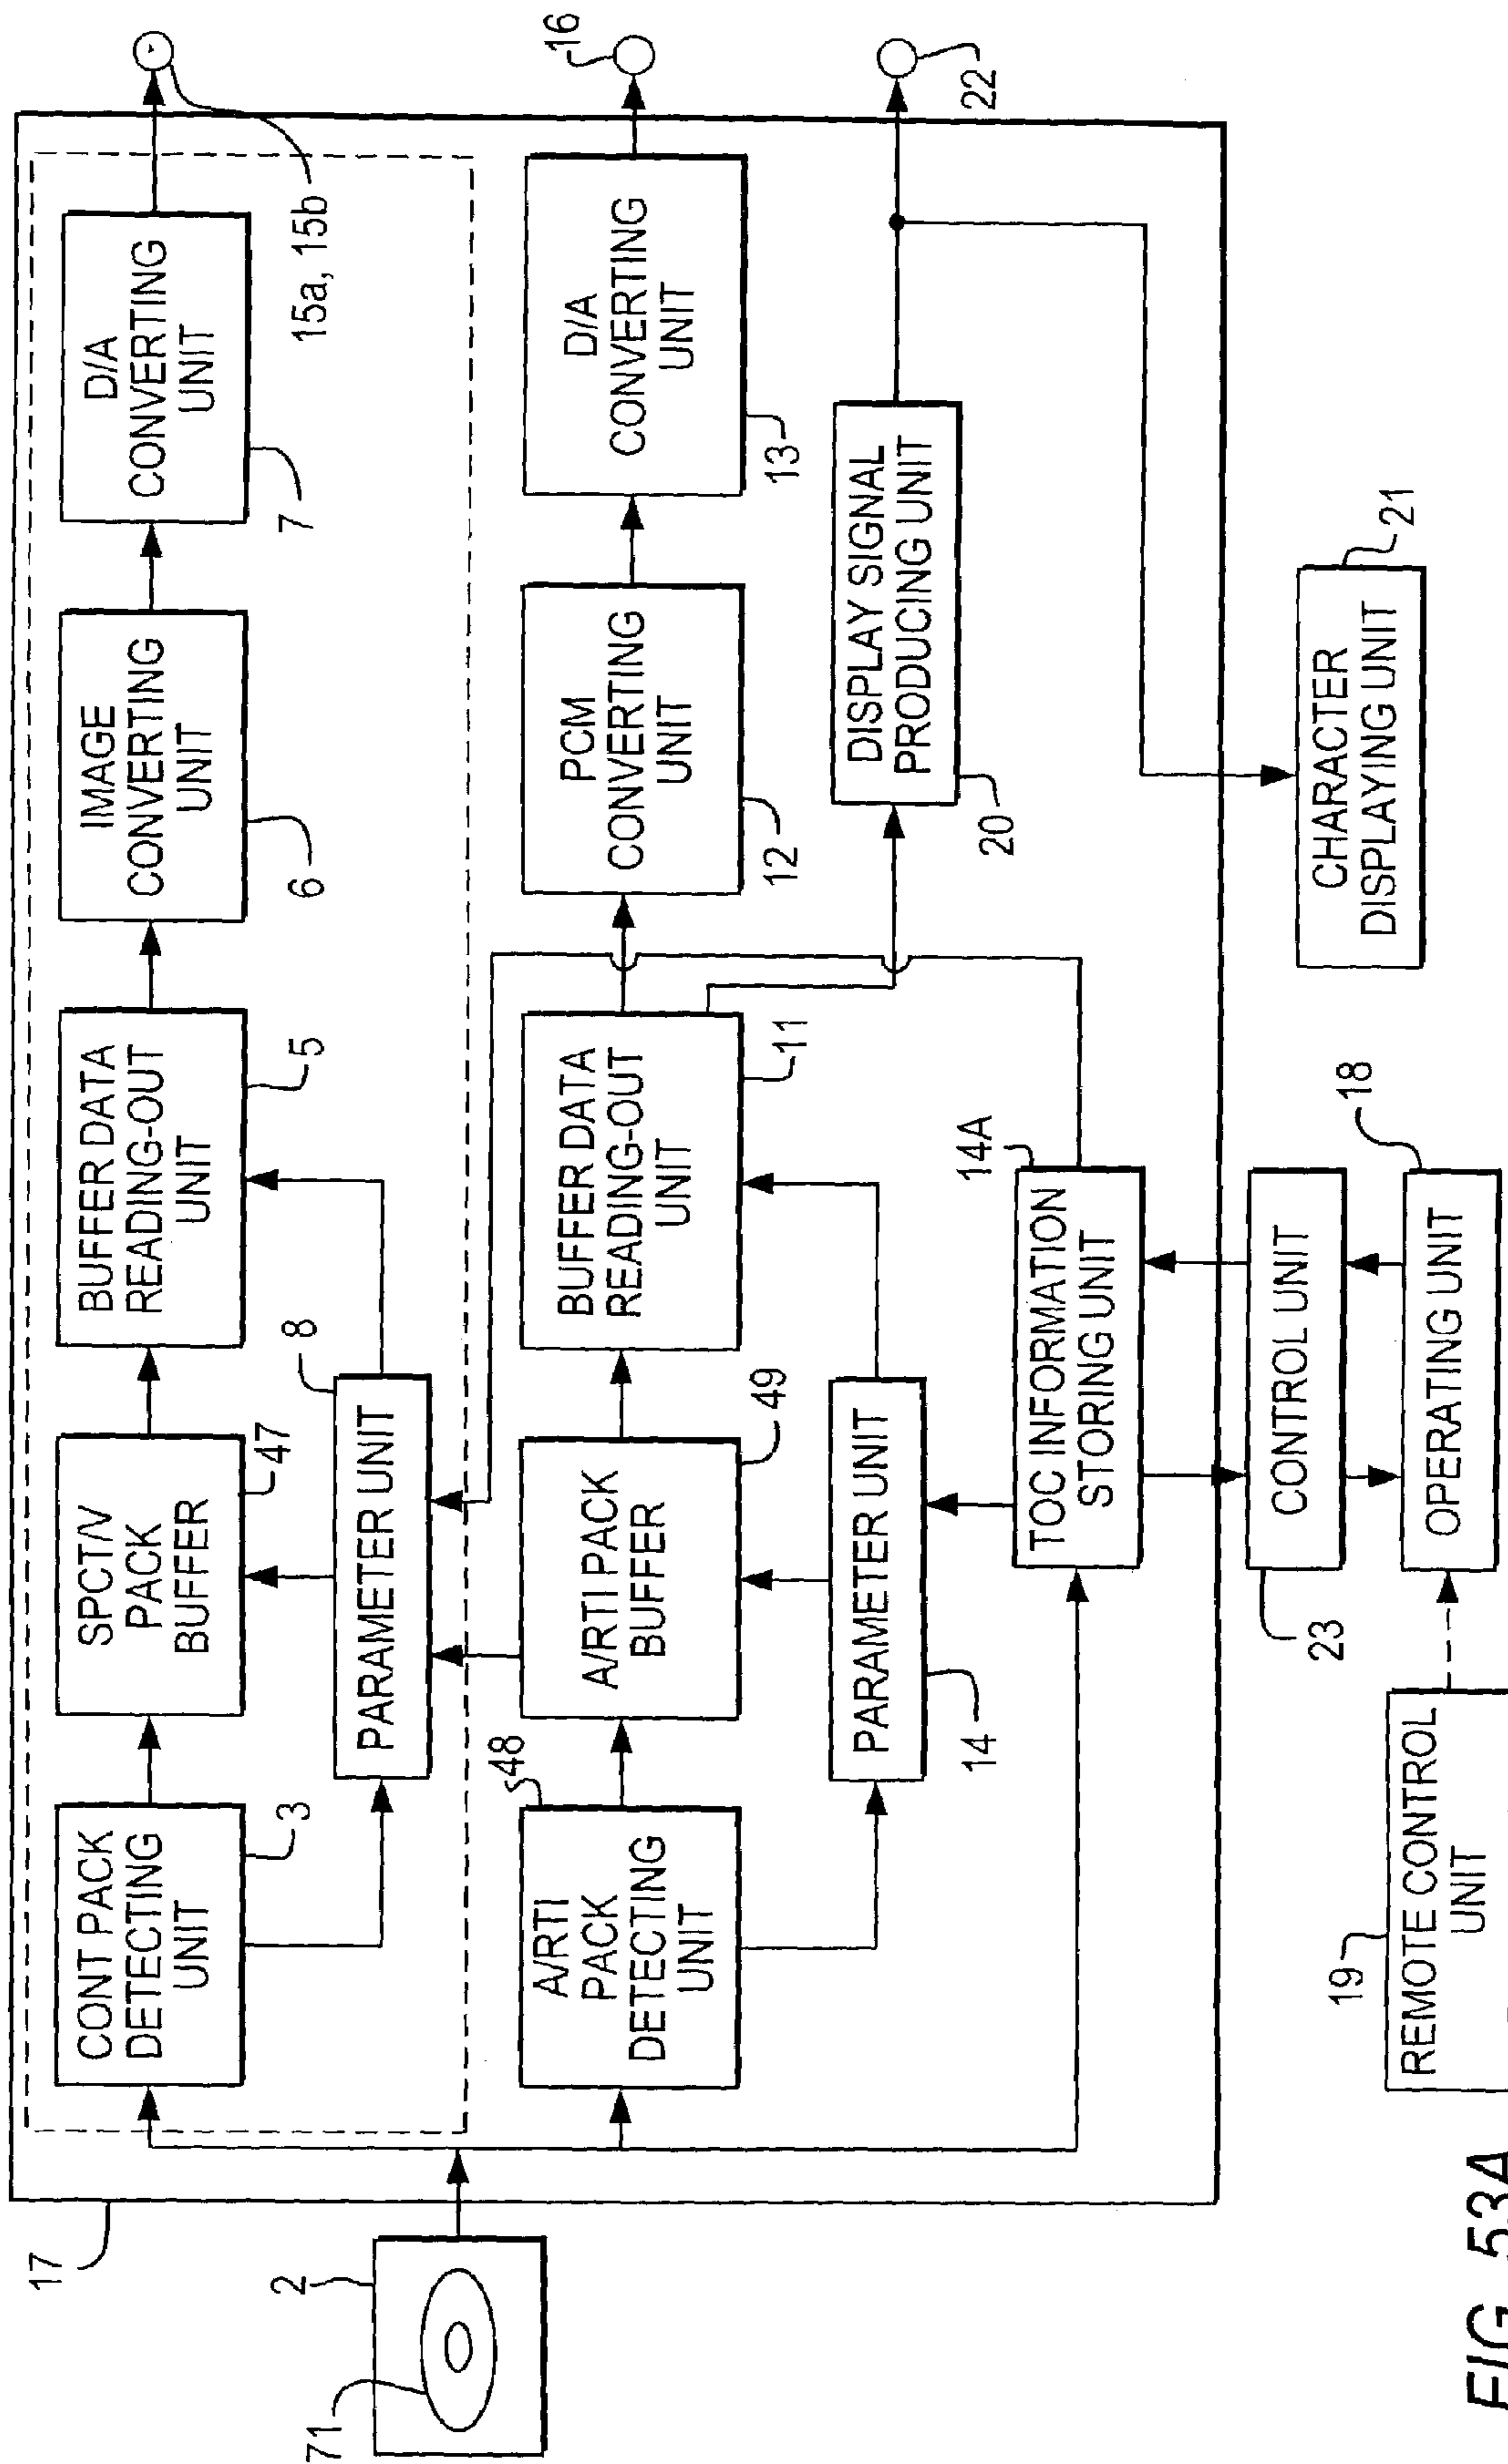 17
2
71
CONT PACK
DETECTING
UNIT
3
SPCT/V
PACK
BUFFER
47
BUFFER DATA
READING-OUT
UNIT
5
IMAGE
CONVERTING
UNIT
6
D/A
CONVERTING
UNIT
7
15a, 15b
PARAMETER UNIT
8
A/RTI
PACK
DETECTING
UNIT
48
A/RTI PACK
BUFFER
49
BUFFER DATA
READING-OUT
UNIT
11
PCM
CONVERTING
UNIT
12
D/A
CONVERTING
UNIT
13
16
PARAMETER UNIT
14
DISPLAY SIGNAL
PRODUCING UNIT
20
22
TOC INFORMATION
STORING UNIT
14A
CONTROL UNIT
23
OPERATING UNIT
18
REMOTE CONTROL
UNIT
19
CHARACTER
DISPLAYING UNIT
21
FIG. 53A